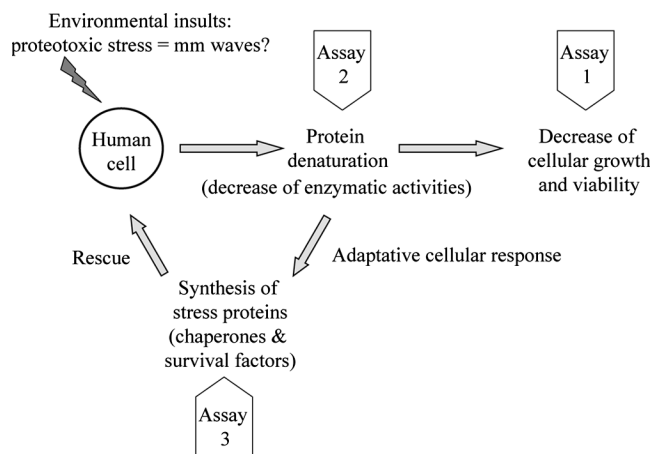 Environmental insults:
proteotoxic stress = mm waves?
Assay
2
Assay
1
Human
cell
Protein
denaturation
(decrease of enzymatic activities)
Decrease of
cellular growth
and viability
Rescue
Adaptative cellular response
Synthesis of
stress proteins
(chaperones &
survival factors)
Assay
3